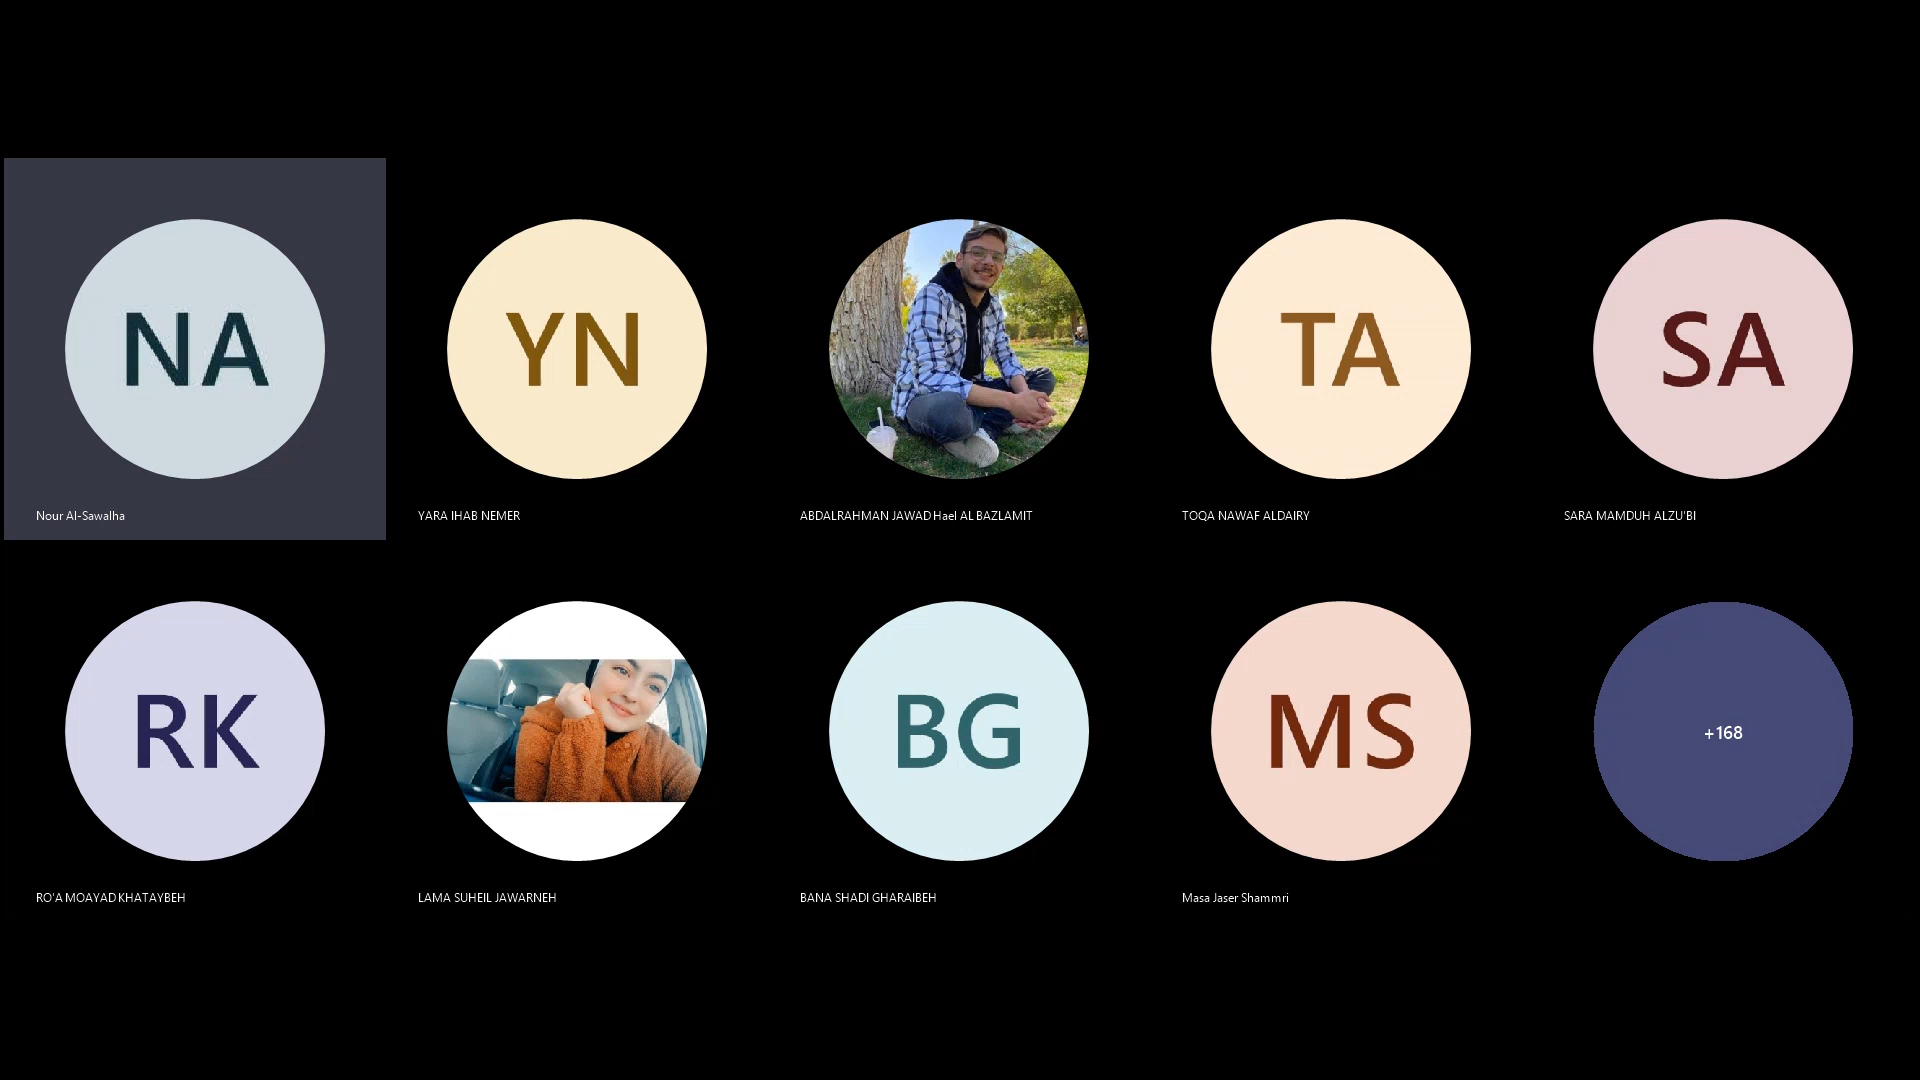 NA
YN
TA
SA
Nour Al-Sawalha
YARA IHAB NEMER
ABDALRAHMAN JAWAD Hael AL BAZLAMIT
TOQA NAWAF ALDAIRY
SARA MAMDUH ALZU'BI
RK
BG
MS
+168
RO'A MOAYAD KHATAYBEH
LAMA SUHEIL JAWARNEH
BANA SHADI GHARAIBEH
Masa Jaser Shammri